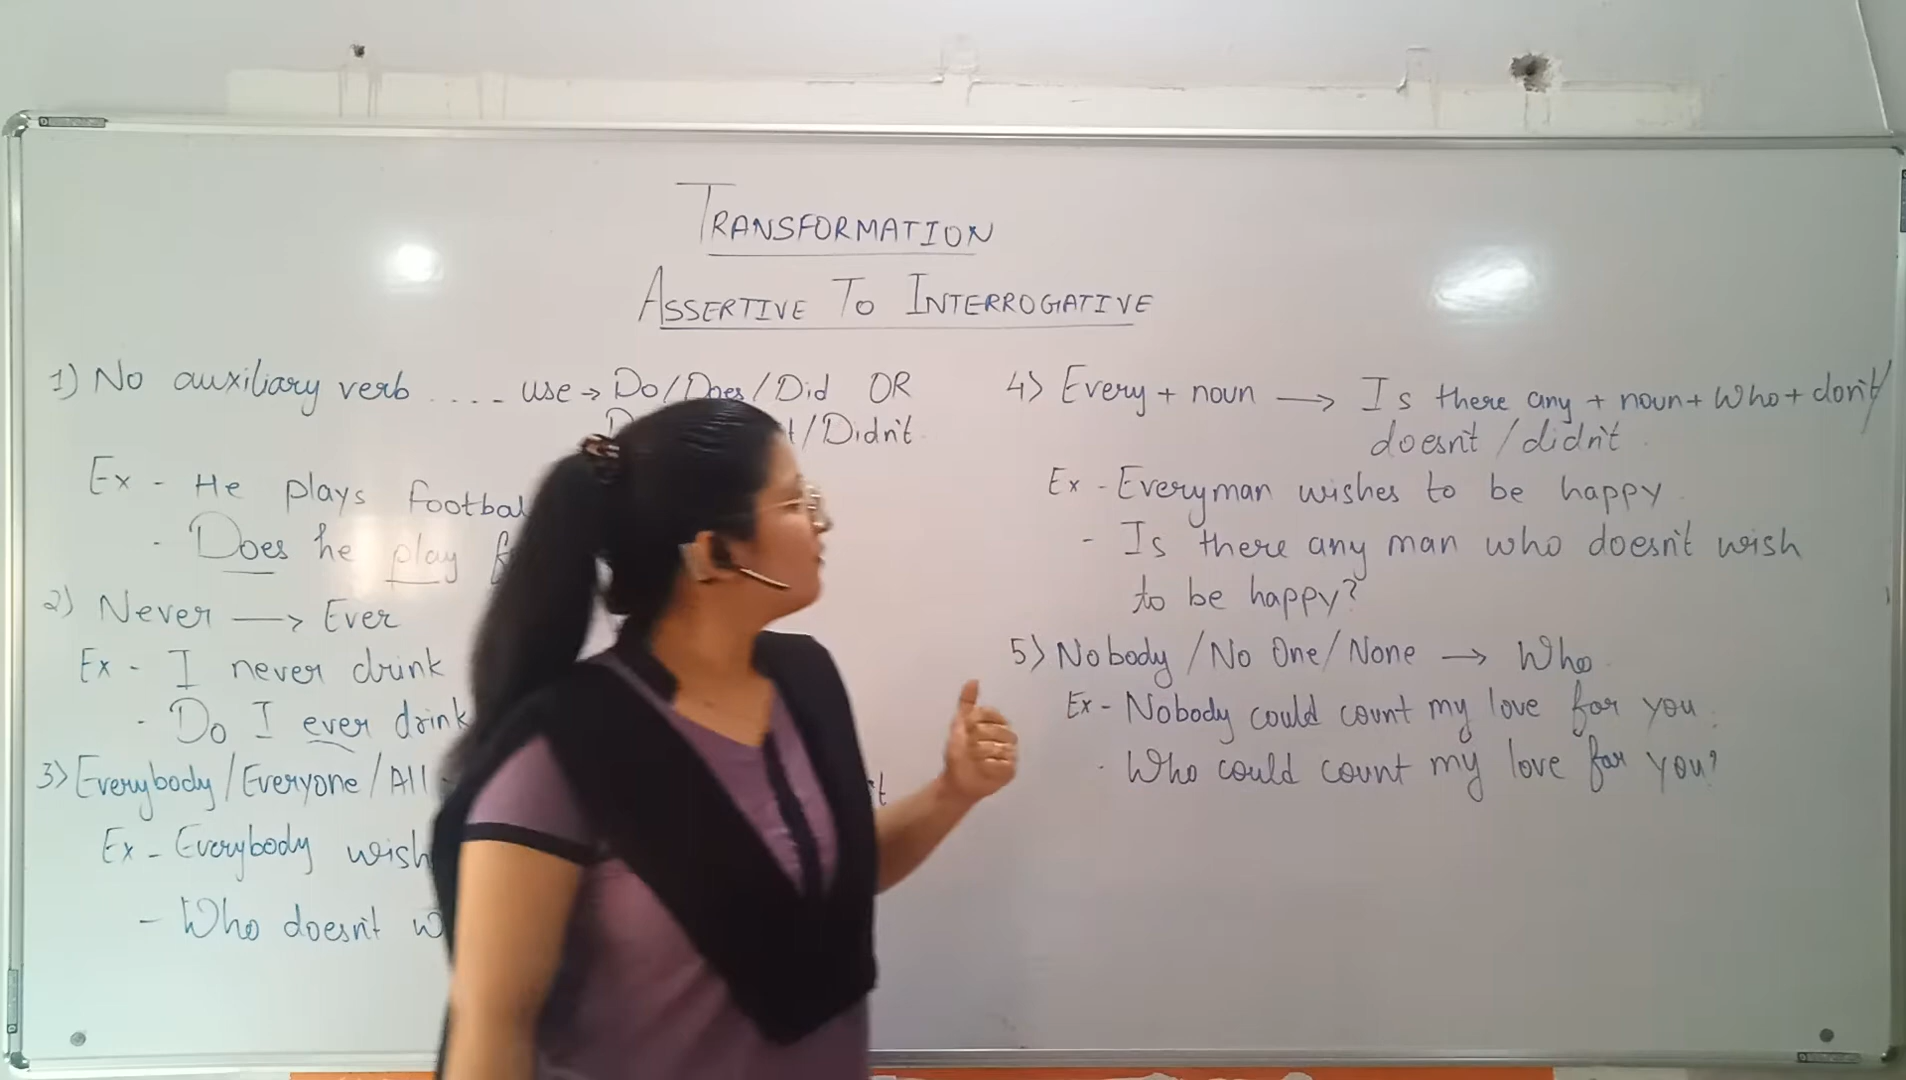 TRANSFORMATION
ASSERTIVE TO INTERROGATIVE
1) No auxiliary verb .... use → Do/Does/Did OR
t/Didn't
Ex - He plays footbal
- Does he play f
2) Never → Ever
Ex - I never drink
- Do I ever drink
3) Everybody/Everyone/All
Ex - Everybody wish
- Who doesn't w
4) Every + noun → Is there any + noun + Who + don't/
doesn't / didn't
Ex - Everyman wishes to be happy.
- Is there any man who doesn't wish
to be happy?
5) Nobody / No One / None → Who
Ex - Nobody could count my love for you.
- Who could count my love for you?